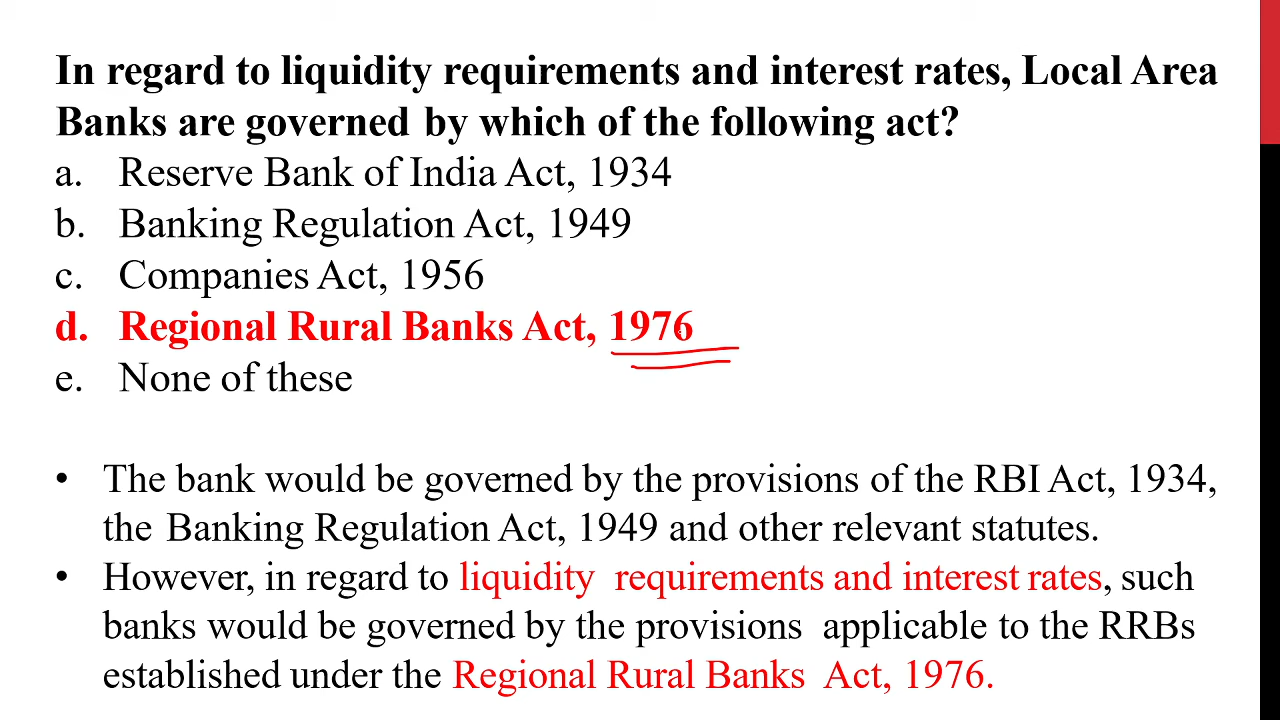 In regard to liquidity requirements and interest rates, Local Area
Banks are governed by which of the following act?
a. Reserve Bank of India Act, 1934
b. Banking Regulation Act, 1949
c. Companies Act, 1956
d. Regional Rural Banks Act, 1976
e. None of these
• The bank would be governed by the provisions of the RBI Act, 1934,
the Banking Regulation Act, 1949 and other relevant statutes.
• However, in regard to liquidity requirements and interest rates, such
banks would be governed by the provisions applicable to the RRBs
established under the Regional Rural Banks Act, 1976.